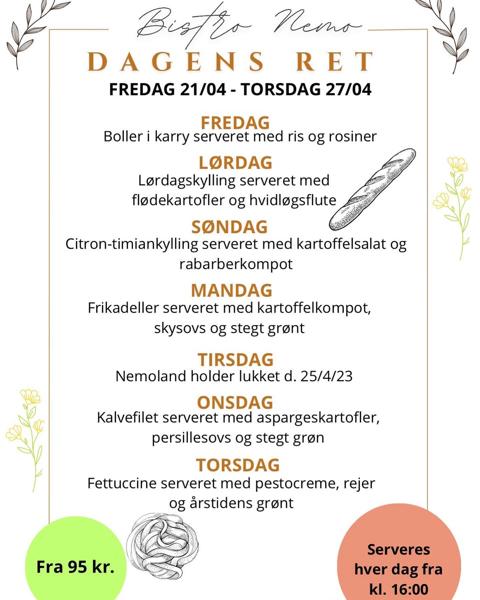 Bistro Nemo
DAGENS RET
FREDAG 21/04 - TORSDAG 27/04
FREDAG
Boller i karry serveret med ris og rosiner
LØRDAG
Lørdagskylling serveret med
flødekartofler og hvidløgsflute
SØNDAG
Citron-timiankylling serveret med kartoffelsalat og
rabarberkompot
MANDAG
Frikadeller serveret med kartoffelkompot,
skysovs og stegt grønt
TIRSDAG
Nemoland holder lukket d. 25/4/23
ONSDAG
Kalvefilet serveret med aspargeskartofler,
persillesovs og stegt grøn
TORSDAG
Fettuccine serveret med pestocreme, rejer
og årstidens grønt
Fra 95 kr.
Serveres
hver dag fra
kl. 16:00